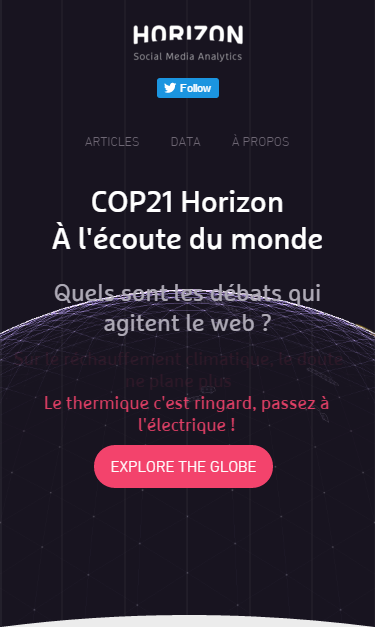 HORIZON
Social Media Analytics
Follow
ARTICLES DATA À PROPOS
COP21 Horizon
À l'écoute du monde
Quels sont les débats qui
agitent le web ?
Sur le réchauffement climatique, le doute
ne plane plus
Le thermique c'est ringard, passez à
l'électrique !
EXPLORE THE GLOBE